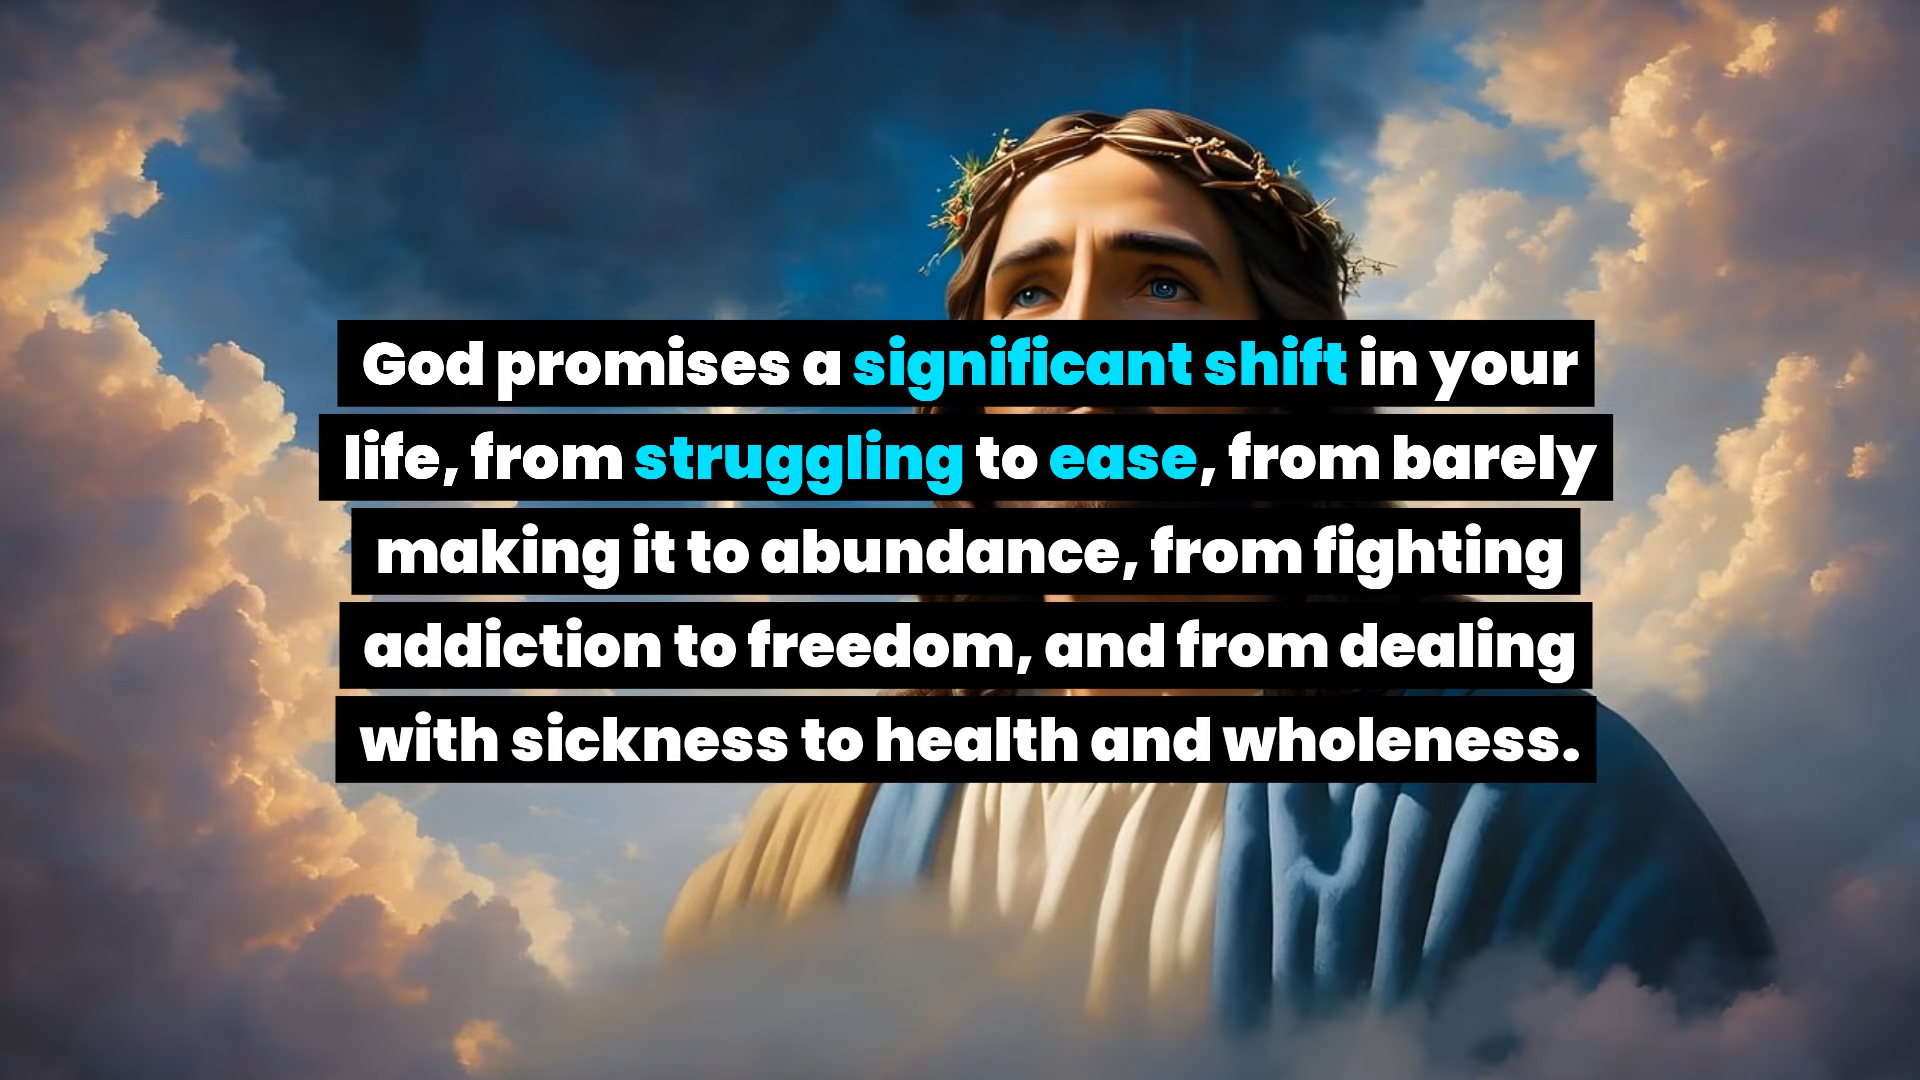 God promises a significant shift in your
life, from struggling to ease, from barely
making it to abundance, from fighting
addiction to freedom, and from dealing
with sickness to health and wholeness.